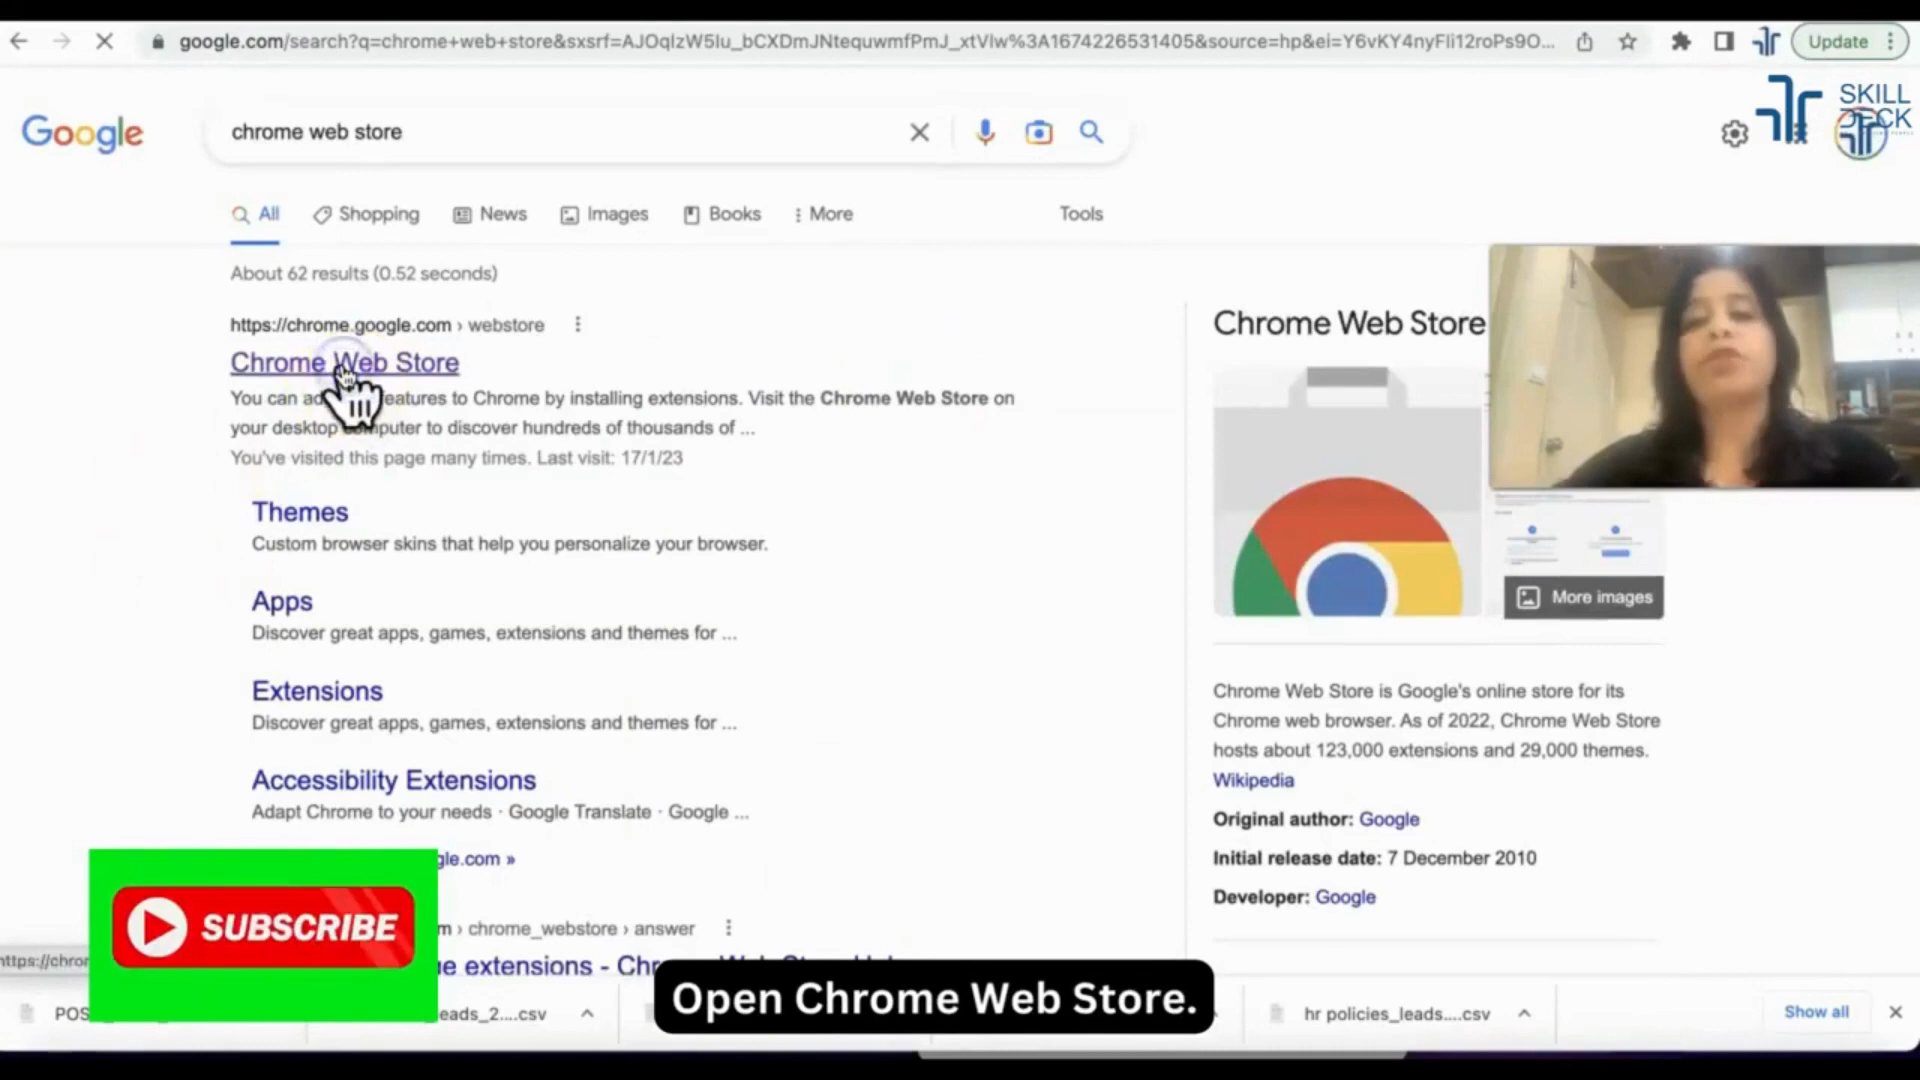 google.com/search?q=chrome+web+store&sxsrf=AJOqlzW5Iu_bCXDmJNtequwmfPmJ_xtVlw%3A1674226531405&source=hp&ei=Y6vKY4nyFIi12roPs9O...
Update
SKILL
DECK
Google
chrome web store
All
Shopping
News
Images
Books
More
Tools
About 62 results (0.52 seconds)
https://chrome.google.com › webstore
Chrome Web Store
You can ad eatures to Chrome by installing extensions. Visit the Chrome Web Store on
your desktop computer to discover hundreds of thousands of ...
You've visited this page many times. Last visit: 17/1/23
Themes
Custom browser skins that help you personalize your browser.
Apps
Discover great apps, games, extensions and themes for ...
Extensions
Discover great apps, games, extensions and themes for ...
Accessibility Extensions
Adapt Chrome to your needs · Google Translate · Google ...
gle.com »
m › chrome_webstore › answer
e extensions - Chr
Chrome Web Store
More images
Chrome Web Store is Google's online store for its
Chrome web browser. As of 2022, Chrome Web Store
hosts about 123,000 extensions and 29,000 themes.
Wikipedia
Original author: Google
Initial release date: 7 December 2010
Developer: Google
SUBSCRIBE
https://chro
POS
eads_2....csv
Open Chrome Web Store.
hr policies_leads....csv
Show all